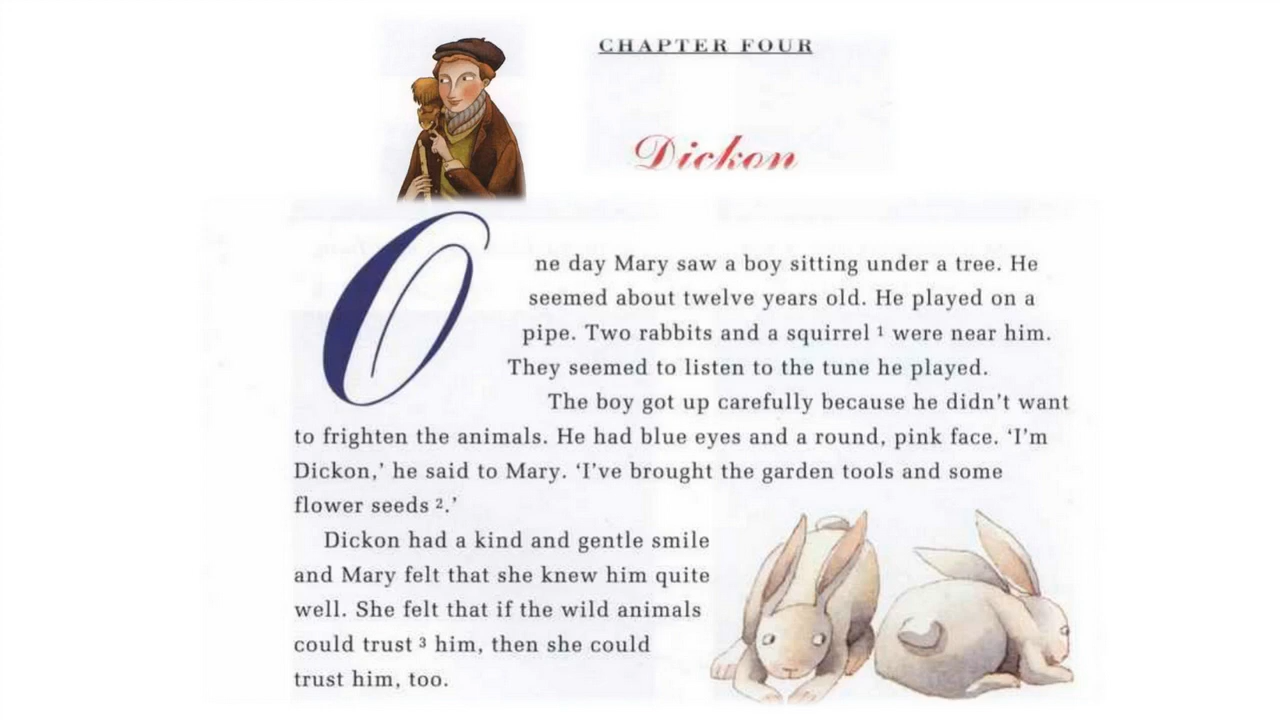 CHAPTER FOUR
Dickon
One day Mary saw a boy sitting under a tree. He
seemed about twelve years old. He played on a
pipe. Two rabbits and a squirrel 1 were near him.
They seemed to listen to the tune he played.
The boy got up carefully because he didn't want
to frighten the animals. He had blue eyes and a round, pink face. 'I'm
Dickon,' he said to Mary. 'I've brought the garden tools and some
flower seeds 2.'
Dickon had a kind and gentle smile
and Mary felt that she knew him quite
well. She felt that if the wild animals
could trust 3 him, then she could
trust him, too.